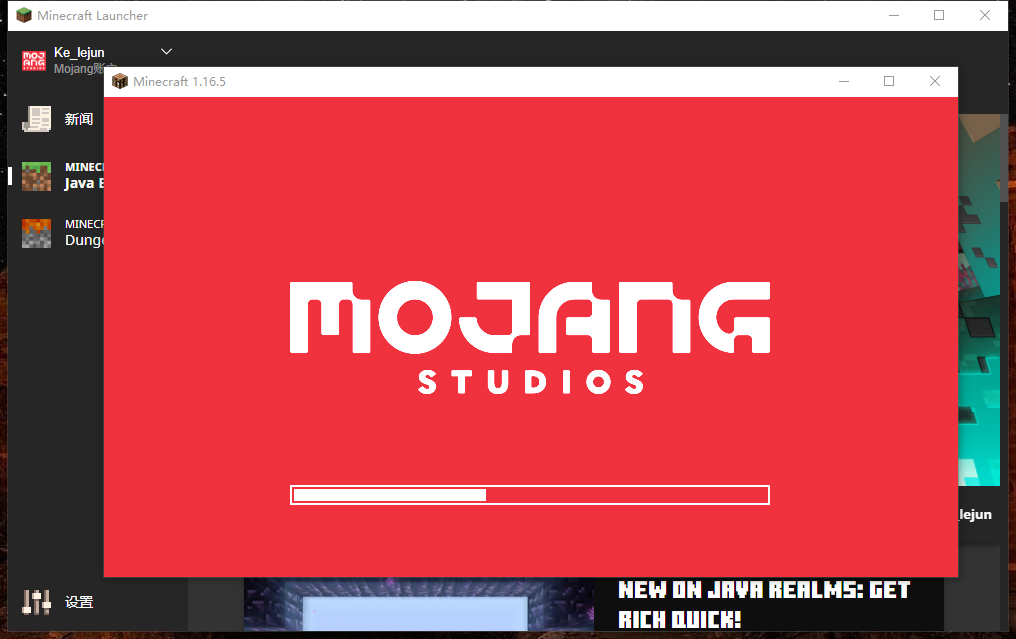 Minecraft Launcher
Ke_lejun
Mojang账户
Minecraft 1.16.5
新闻
MINEC
Java E
MINECR
Dunge
MOJANG
STUDIOS
lejun
设置
NEW ON JAVA REALMS: GET
RICH QUICK!